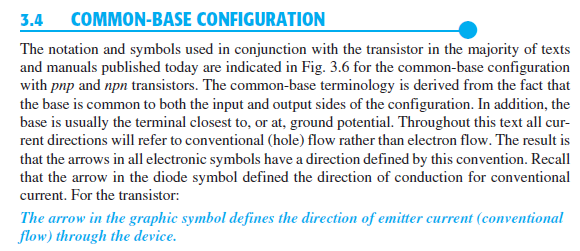 3.4 COMMON-BASE CONFIGURATION
The notation and symbols used in conjunction with the transistor in the majority of texts
and manuals published today are indicated in Fig. 3.6 for the common-base configuration
with pnp and npn transistors. The common-base terminology is derived from the fact that
the base is common to both the input and output sides of the configuration. In addition, the
base is usually the terminal closest to, or at, ground potential. Throughout this text all cur-
rent directions will refer to conventional (hole) flow rather than electron flow. The result is
that the arrows in all electronic symbols have a direction defined by this convention. Recall
that the arrow in the diode symbol defined the direction of conduction for conventional
current. For the transistor:
The arrow in the graphic symbol defines the direction of emitter current (conventional
flow) through the device.